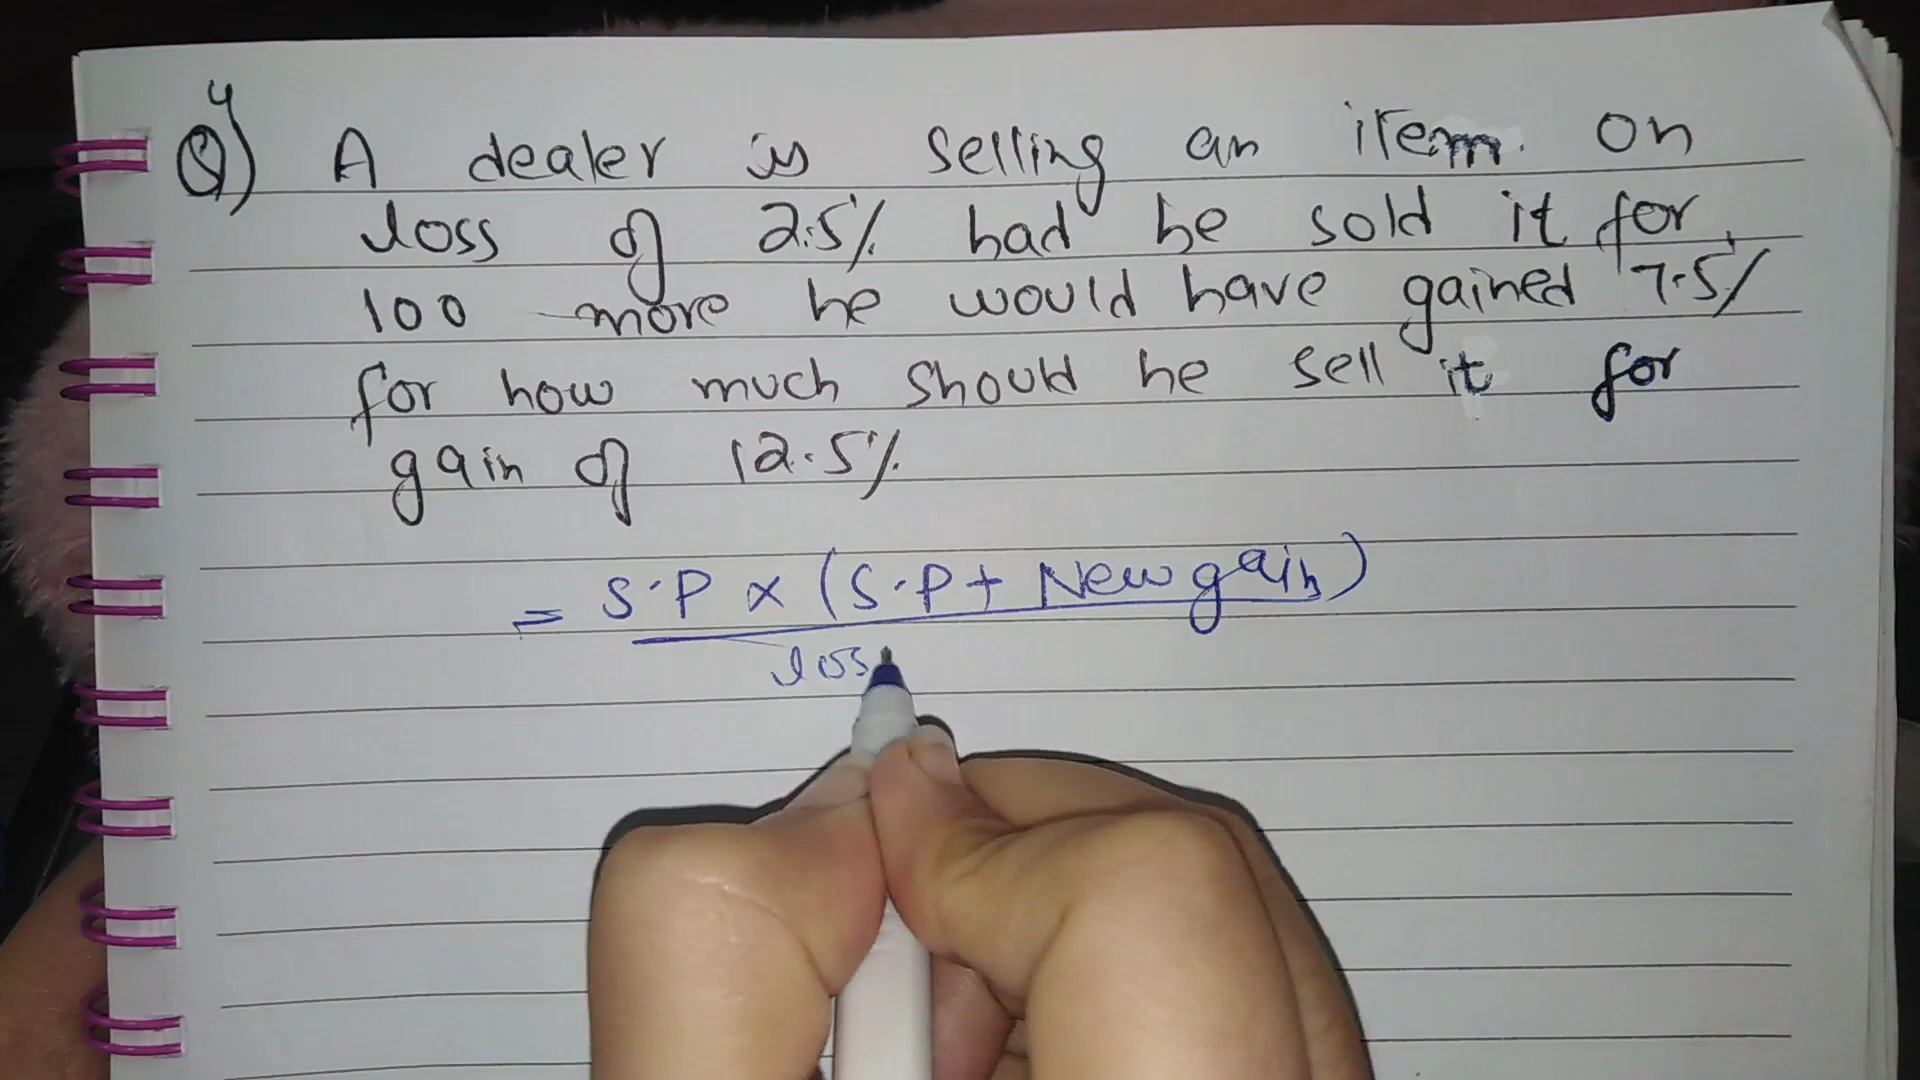 Q4) A dealer is selling an item. on
loss of 2.5% had he sold it for
100 more he would have gained 7.5%
for how much should he sell it for
gain of 12.5%
= S.P × (S.P + New gain)
loss